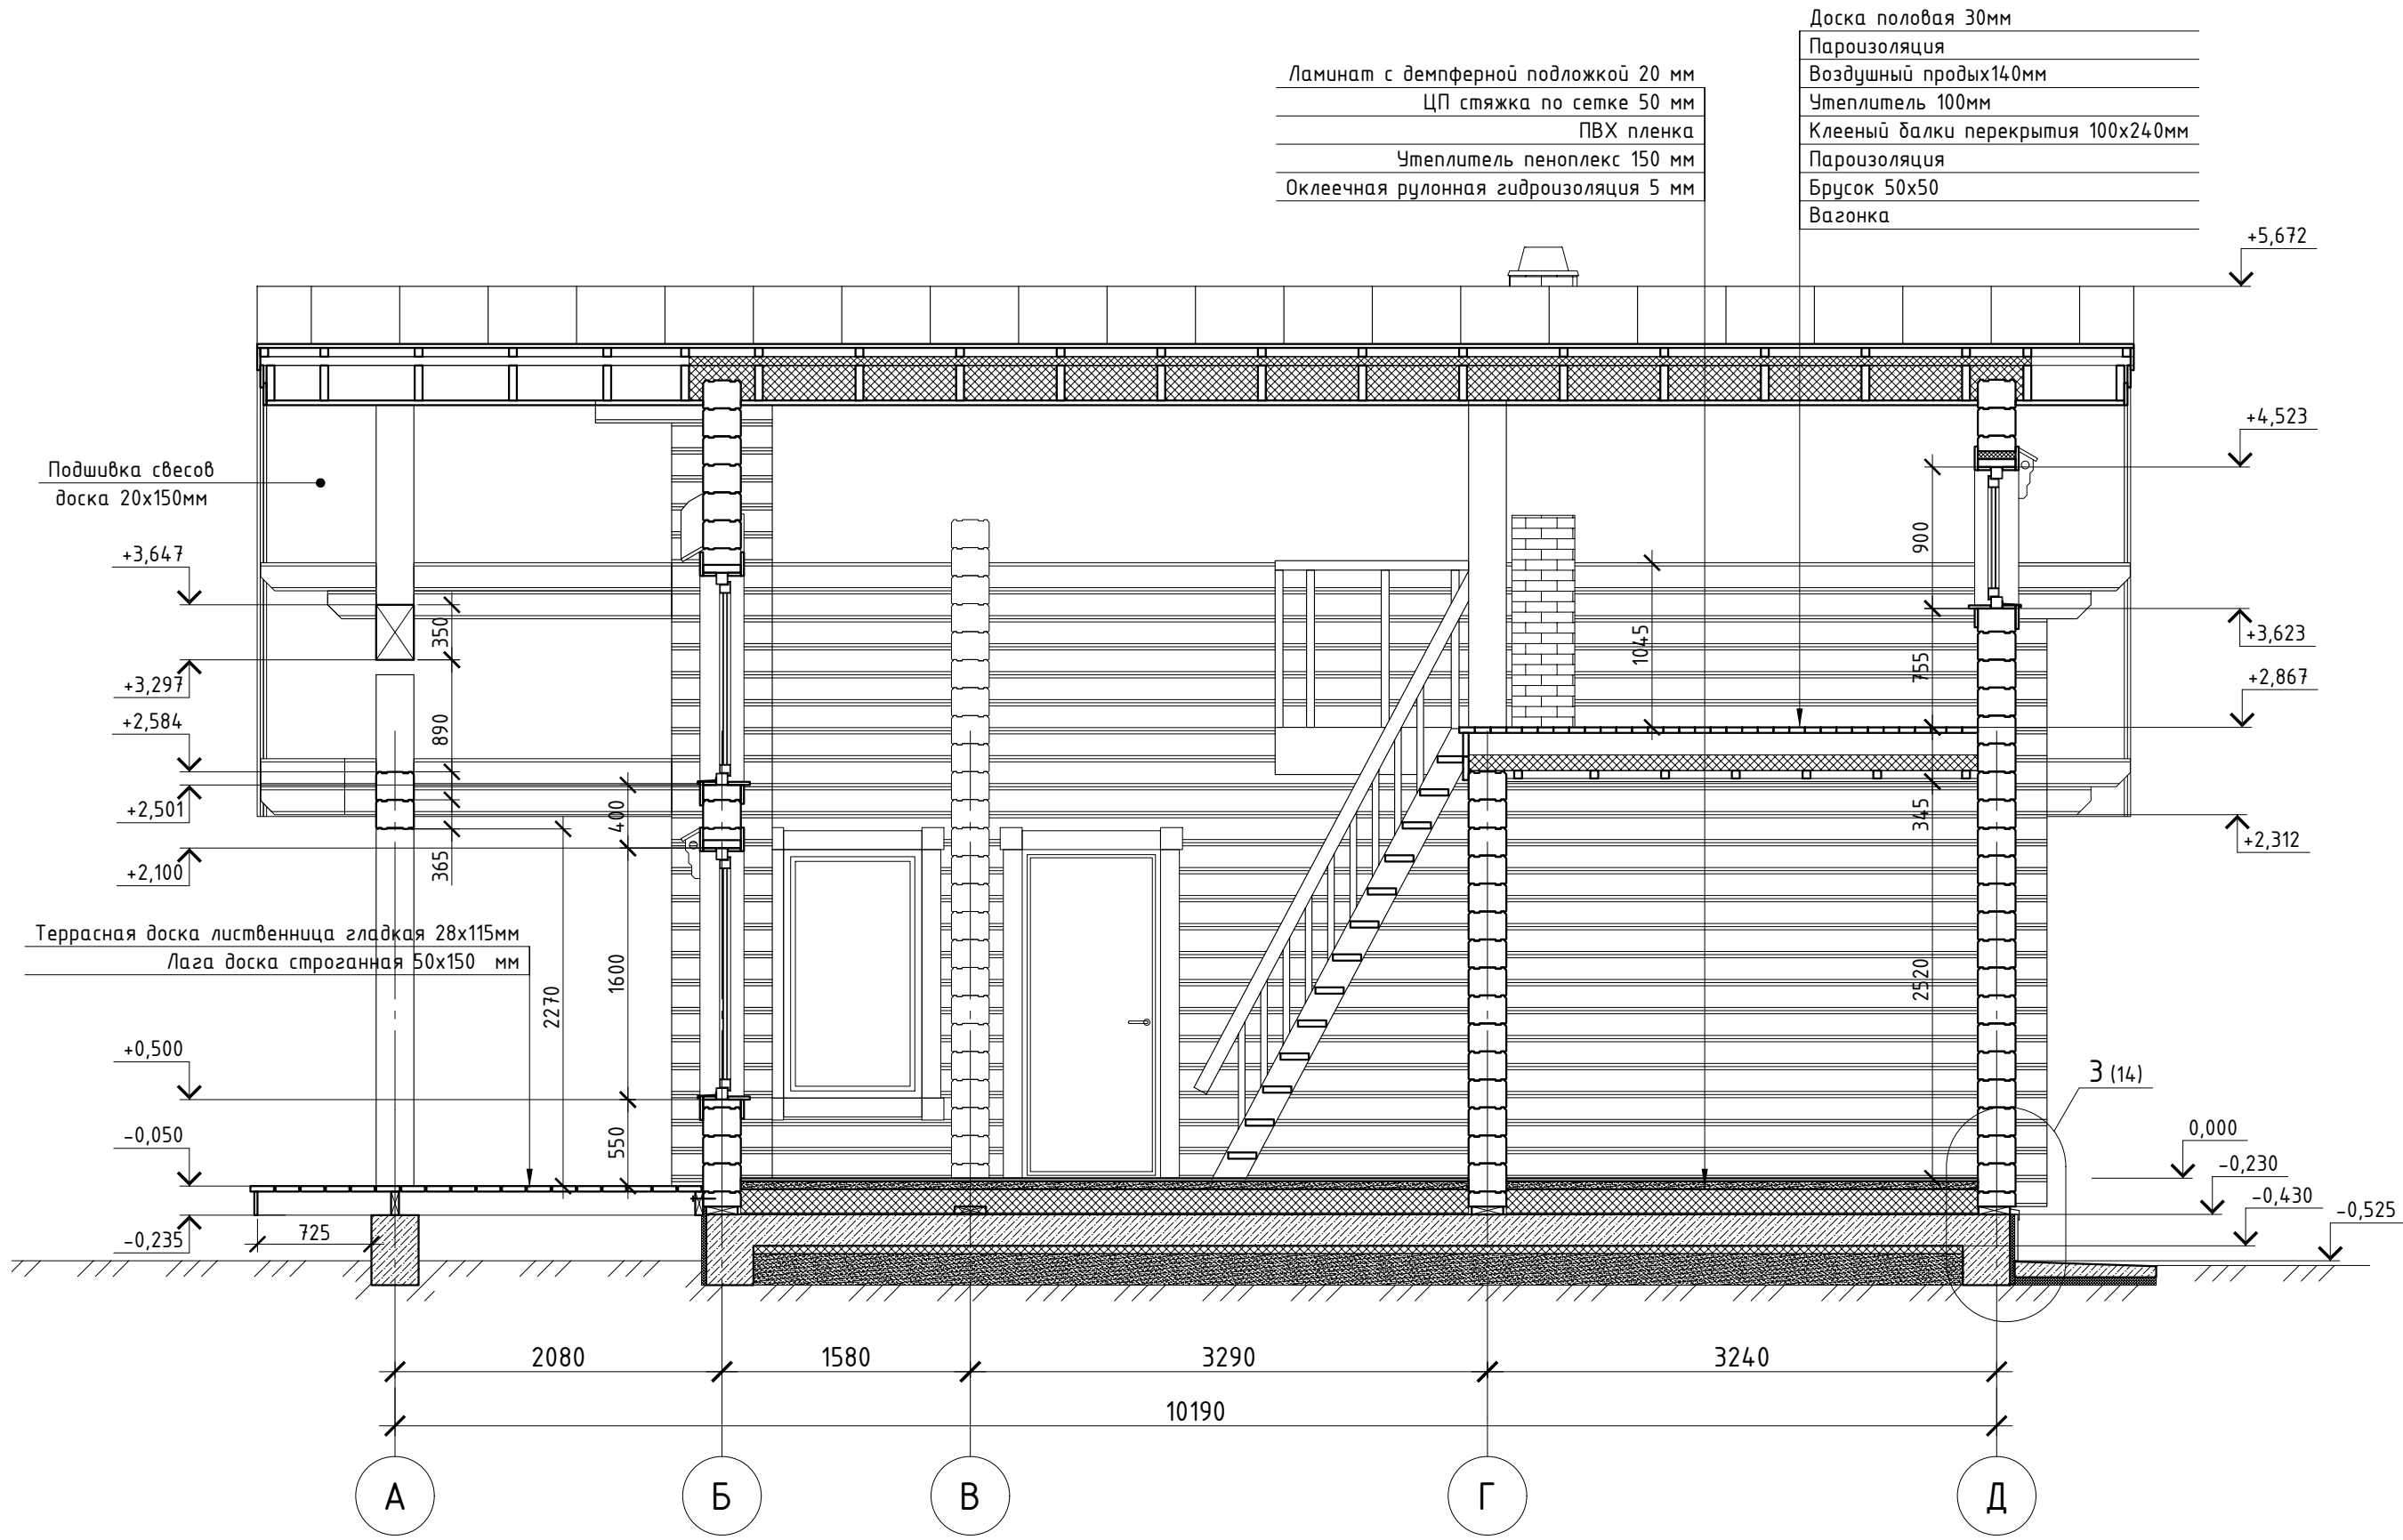 Доска половая 30мм
Пароизоляция
Воздушный продых140мм
Утеплитель 100мм
Клееный балки перекрытия 100х240мм
Пароизоляция
Брусок 50х50
Вагонка
Ламинат с демпферной подложкой 20 мм
ЦП стяжка по сетке 50 мм
ПВХ пленка
Утеплитель пеноплекс 150 мм
Оклеечная рулонная гидроизоляция 5 мм
+5,672
+4,523
+3,623
+2,867
+2,312
0,000
-0,230
-0,430
-0,525
3 (14)
Подшивка свесов
доска 20х150мм
+3,647
+3,297
+2,584
+2,501
+2,100
Террасная доска лиственница гладкая 28х115мм
Лага доска строганная 50х150 мм
+0,500
-0,050
-0,235
725
350
890
365
2270
400
1600
550
1045
900
755
345
2520
2080
1580
3290
3240
10190
А
Б
В
Г
Д